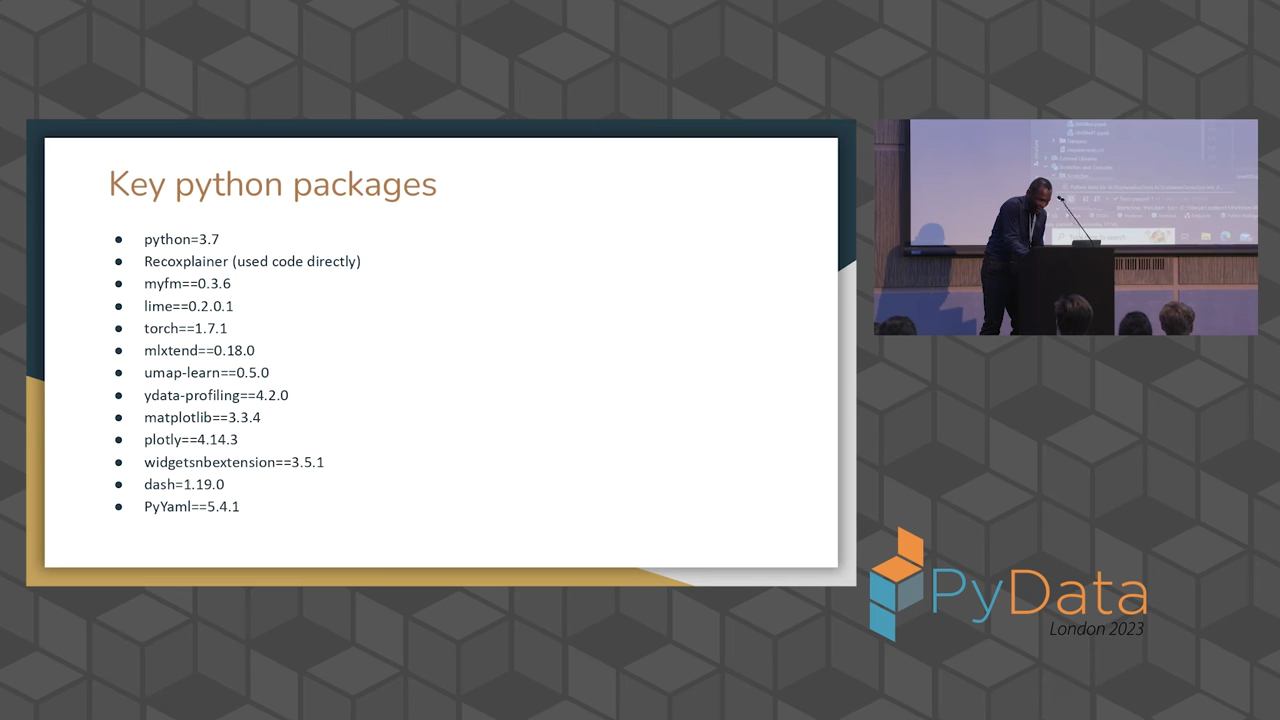 Key python packages
python=3.7
Recoxplainer (used code directly)
myfm==0.3.6
lime==0.2.0.1
torch==1.7.1
mlxtend==0.18.0
umap-learn==0.5.0
ydata-profiling==4.2.0
matplotlib==3.3.4
plotly==4.14.3
widgetsnbextension==3.5.1
dash=1.19.0
PyYaml==5.4.1
PyData
London 2023